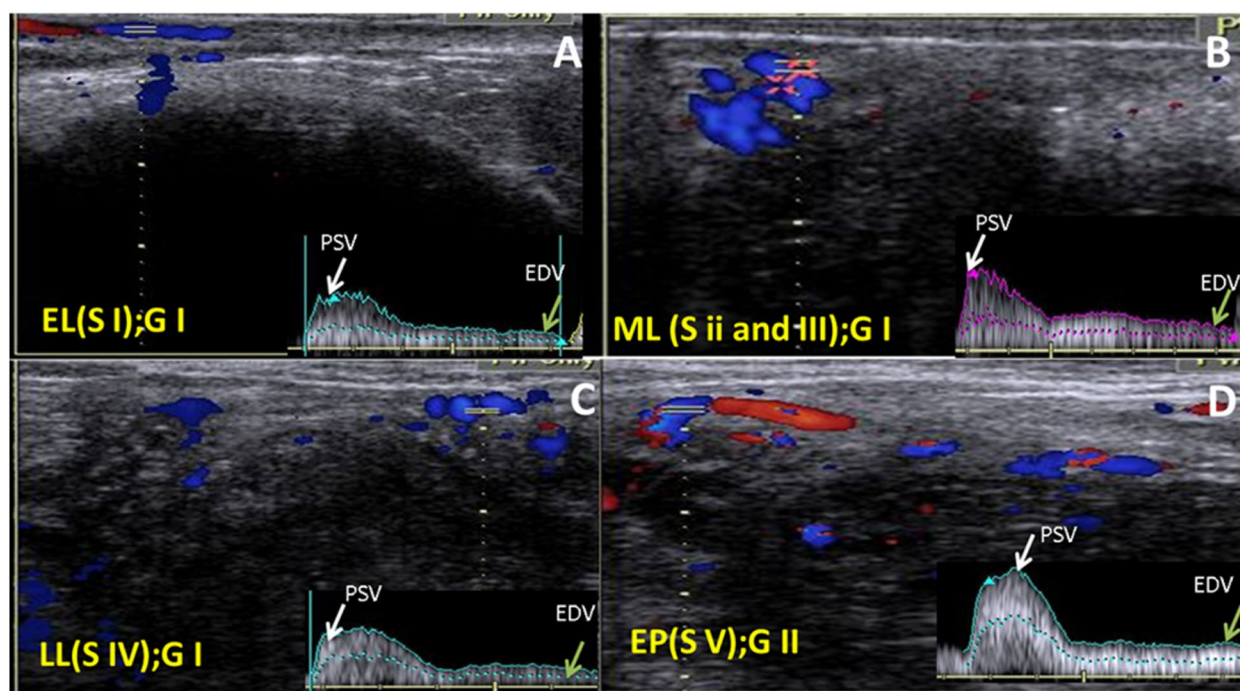 A
PSV
EDV
EL(S I);G I
B
PSV
EDV
ML (S ii and III);G I
C
PSV
EDV
LL(S IV);G I
D
PSV
EDV
EP(S V);G II